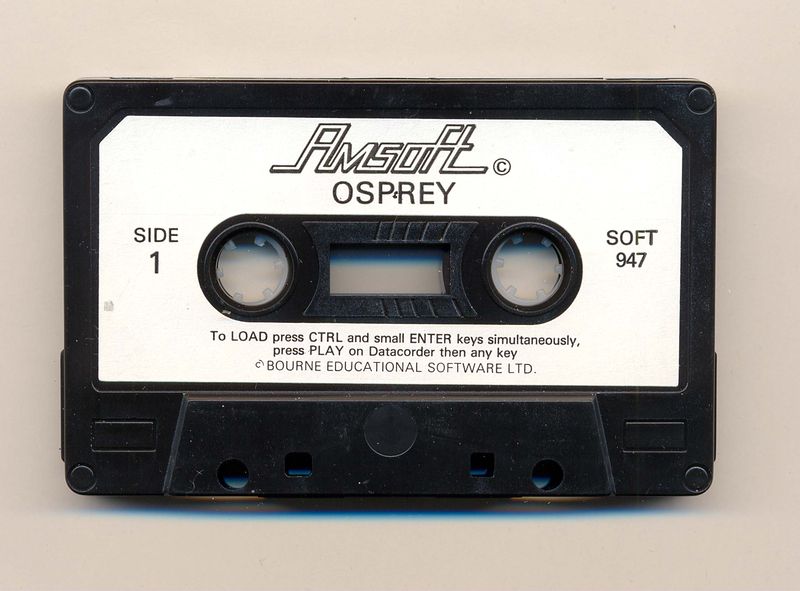 Amsoft ©
OSPREY
SIDE
1
SOFT
947
To LOAD press CTRL and small ENTER keys simultaneously,
press PLAY on Datacorder then any key
© BOURNE EDUCATIONAL SOFTWARE LTD.